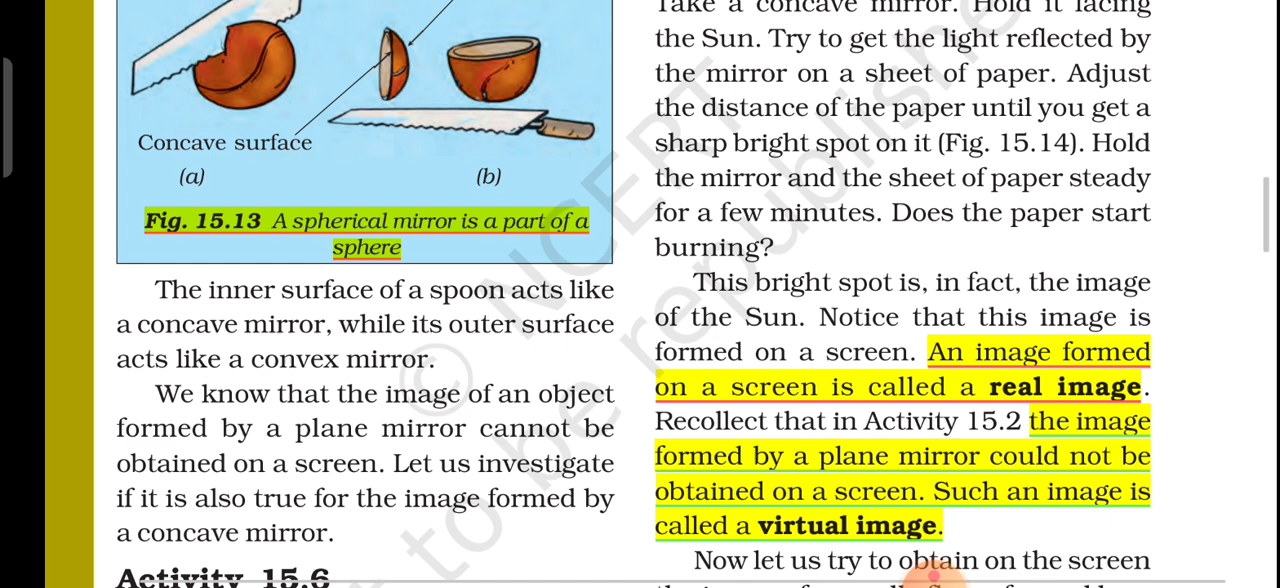 Concave surface
(a)
(b)
Fig. 15.13 A spherical mirror is a part of a
sphere
The inner surface of a spoon acts like
a concave mirror, while its outer surface
acts like a convex mirror.
We know that the image of an object
formed by a plane mirror cannot be
obtained on a screen. Let us investigate
if it is also true for the image formed by
a concave mirror.
Activity 15.6
Take a concave mirror. Hold it facing
the Sun. Try to get the light reflected by
the mirror on a sheet of paper. Adjust
the distance of the paper until you get a
sharp bright spot on it (Fig. 15.14). Hold
the mirror and the sheet of paper steady
for a few minutes. Does the paper start
burning?
This bright spot is, in fact, the image
of the Sun. Notice that this image is
formed on a screen. An image formed
on a screen is called a real image.
Recollect that in Activity 15.2 the image
formed by a plane mirror could not be
obtained on a screen. Such an image is
called a virtual image.
Now let us try to obtain on the screen
© NCERT
to be republishe